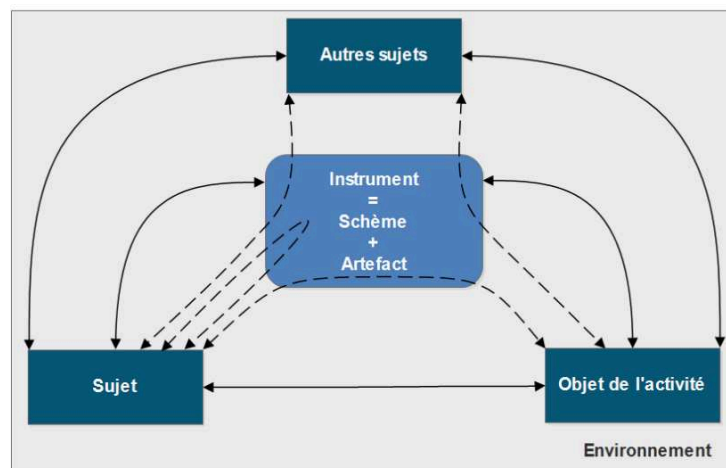 Autres sujets
Instrument
=
Schème
+
Artefact
Sujet
Objet de l'activité
Environnement